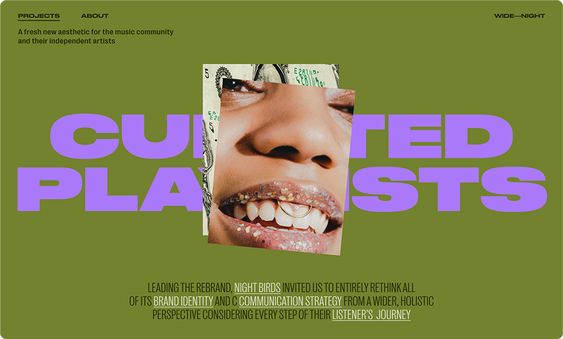 PROJECTS
ABOUT
WIDE—NIGHT
A fresh new aesthetic for the music community
and their independent artists
CU TED
PLA ISTS
LEADING THE REBRAND, NIGHT BIRDS INVITED US TO ENTIRELY RETHINK ALL
OF ITS BRAND IDENTITY AND C COMMUNICATION STRATEGY FROM A WIDER, HOLISTIC
PERSPECTIVE CONSIDERING EVERY STEP OF THEIR LISTENER'S JOURNEY